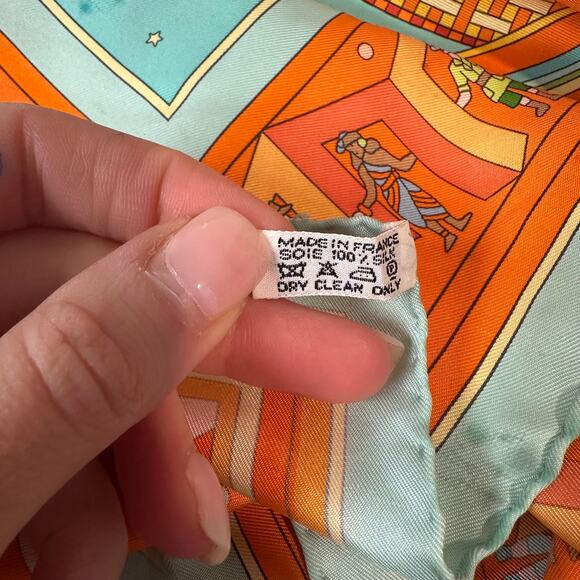 MADE IN FRANCE
SOIE 100 % SILK
P
DRY CLEAN ONLY